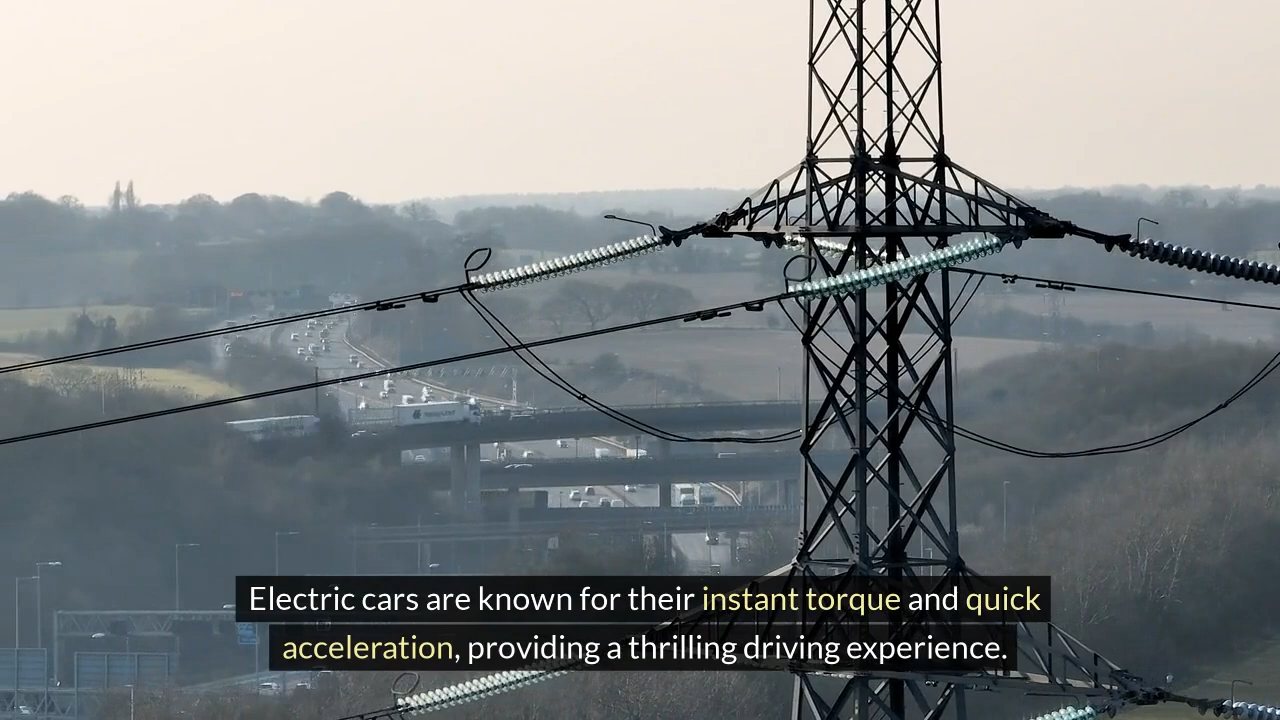 Electric cars are known for their instant torque and quick
acceleration, providing a thrilling driving experience.